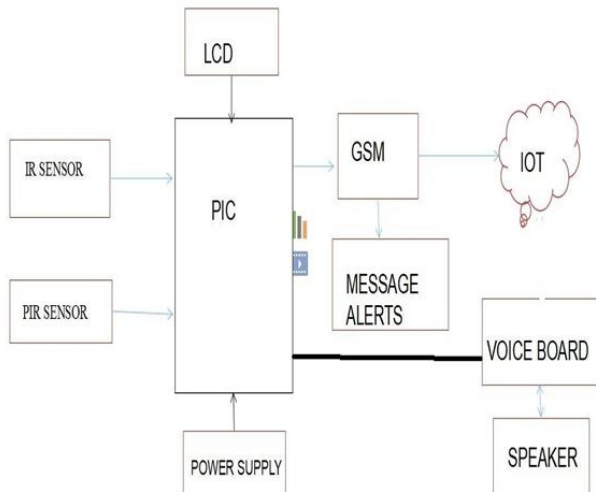 LCD
IR SENSOR
PIC
GSM
IOT
PIR SENSOR
MESSAGE
ALERTS
VOICE BOARD
POWER SUPPLY
SPEAKER